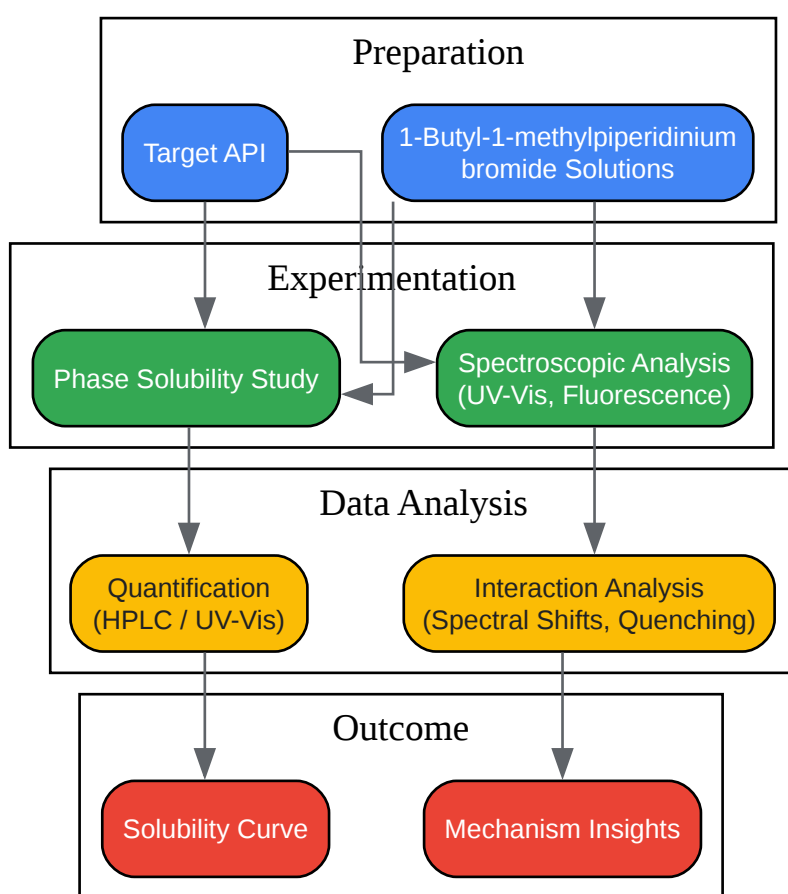 Preparation
Target API
1-Butyl-1-methylpiperidinium
bromide Solutions
Experimentation
Phase Solubility Study
Spectroscopic Analysis
(UV-Vis, Fluorescence)
Data Analysis
Quantification
(HPLC / UV-Vis)
Interaction Analysis
(Spectral Shifts, Quenching)
Outcome
Solubility Curve
Mechanism Insights